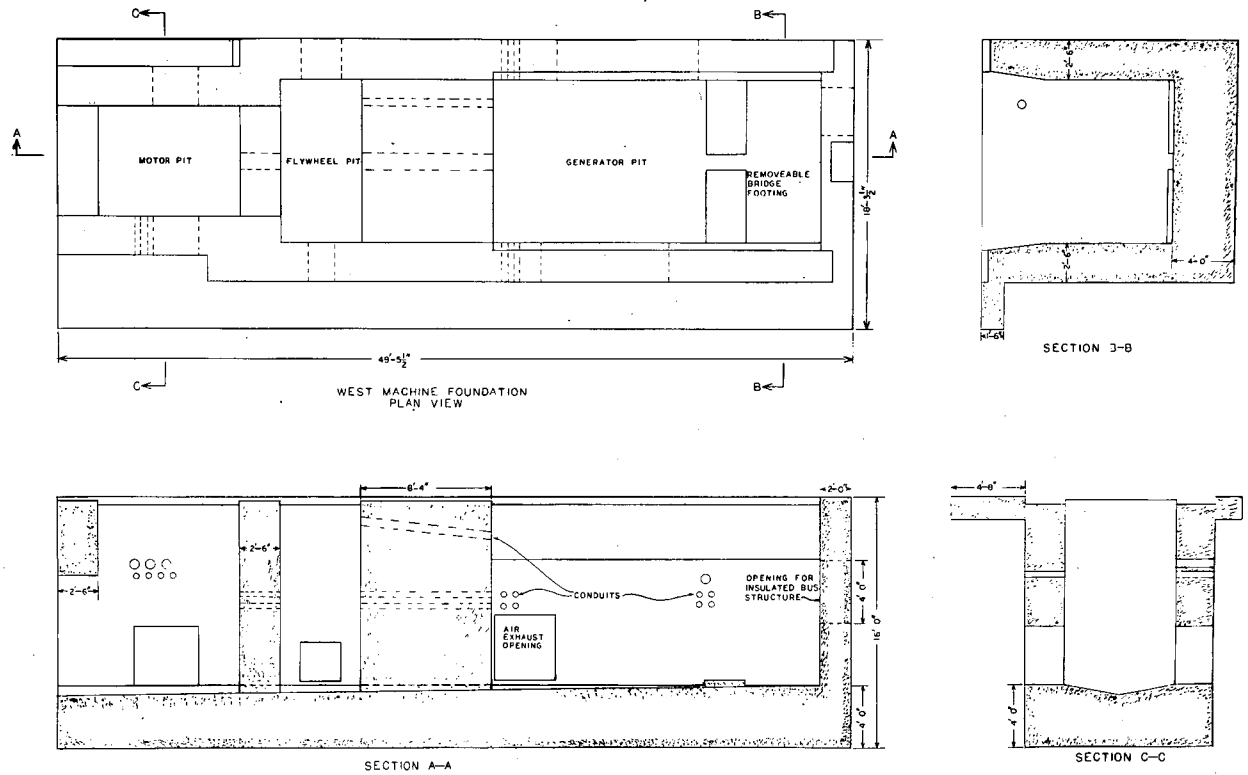 C
B
A
A
MOTOR PIT
FLYWHEEL PIT
GENERATOR PIT
REMOVEABLE
BRIDGE
FOOTING
18'-5½"
49'-5½"
C
B
WEST MACHINE FOUNDATION
PLAN VIEW
2'-6"
2'-6"
4'-0"
1'-6"
SECTION B-B
8'-4"
2'-0"
2'-6"
2'-6"
CONDUITS
AIR
EXHAUST
OPENING
OPENING FOR
INSULATED BUS
STRUCTURE
4' 0"
16' 0"
4' 0"
SECTION A-A
4'-8"
4' 0"
SECTION C-C